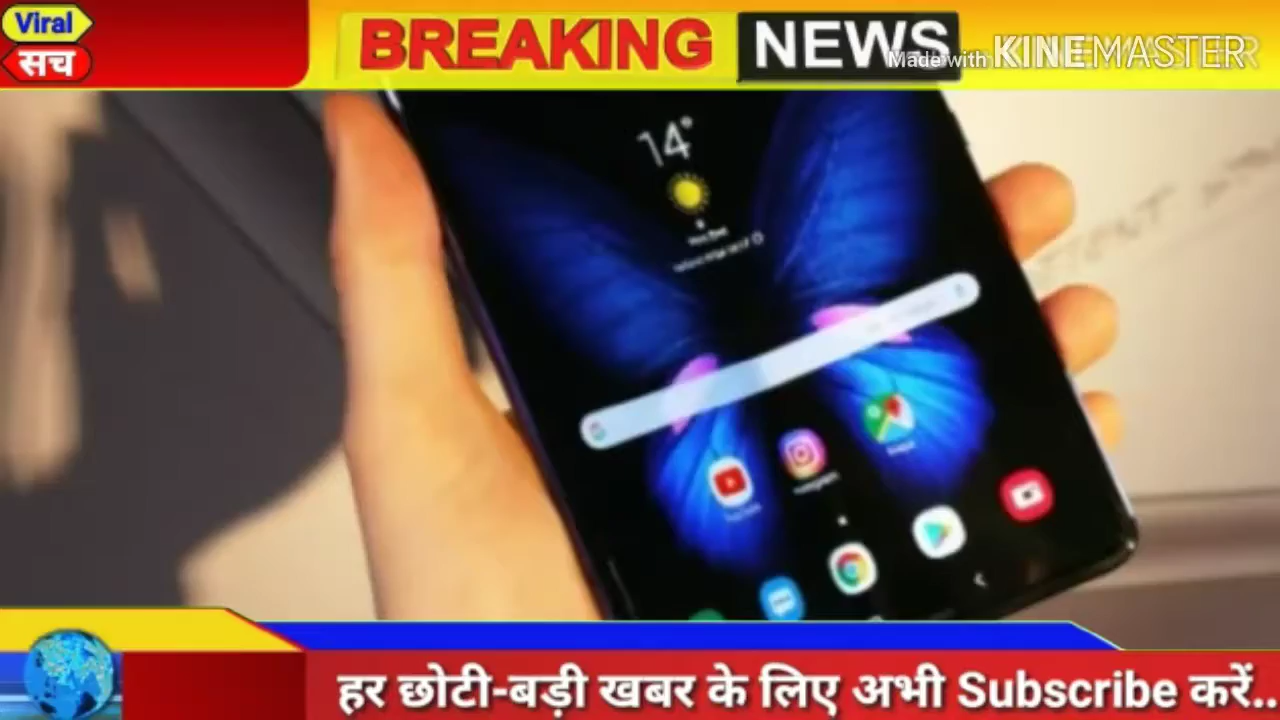 Viral
सच
BREAKING NEWS
Made with KINEMASTER
14°
हर छोटी-बड़ी खबर के लिए अभी Subscribe करें..